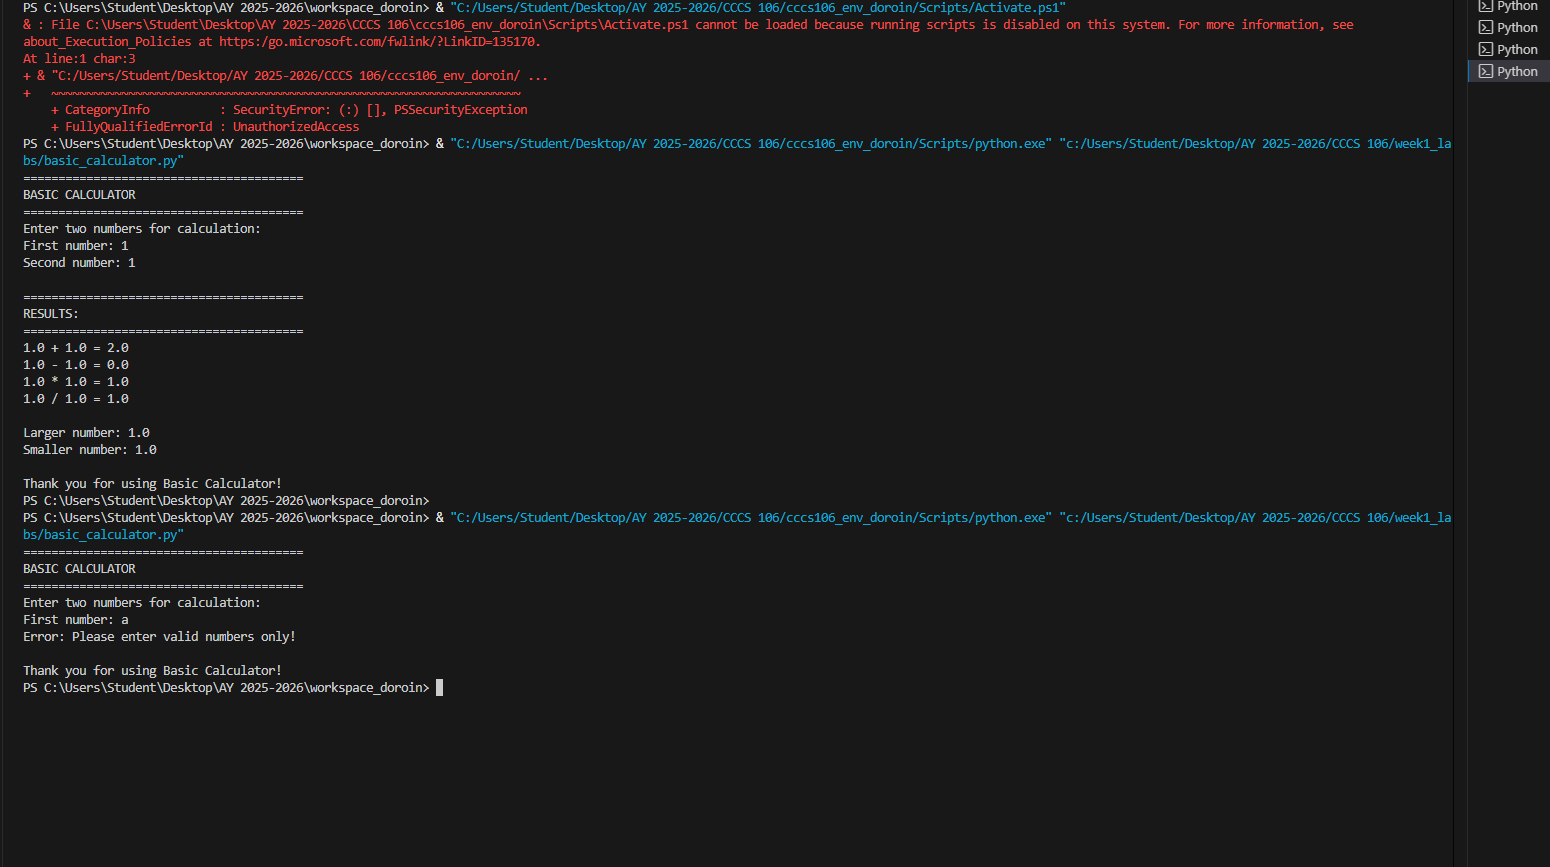 PS C:\Users\Student\Desktop\AY 2025-2026\workspace_doroin> & "C:/Users/Student/Desktop/AY 2025-2026/CCCS 106/cccs106_env_doroin/Scripts/Activate.ps1"
& : File C:\Users\Student\Desktop\AY 2025-2026\CCCS 106\cccs106_env_doroin\Scripts\Activate.ps1 cannot be loaded because running scripts is disabled on this system. For more information, see
about_Execution_Policies at https:/go.microsoft.com/fwlink/?LinkID=135170.
At line:1 char:3
+ & "C:/Users/Student/Desktop/AY 2025-2026/CCCS 106/cccs106_env_doroin/ ...
+   ~~~~~~~~~~~~~~~~~~~~~~~~~~~~~~~~~~~~~~~~~~~~~~~~~~~~~~~~~~~~~~~~~~~
    + CategoryInfo          : SecurityError: (:) [], PSSecurityException
    + FullyQualifiedErrorId : UnauthorizedAccess
PS C:\Users\Student\Desktop\AY 2025-2026\workspace_doroin> & "C:/Users/Student/Desktop/AY 2025-2026/CCCS 106/cccs106_env_doroin/Scripts/python.exe" "c:/Users/Student/Desktop/AY 2025-2026/CCCS 106/week1_la
bs/basic_calculator.py"
========================================
BASIC CALCULATOR
========================================
Enter two numbers for calculation:
First number: 1
Second number: 1

========================================
RESULTS:
========================================
1.0 + 1.0 = 2.0
1.0 - 1.0 = 0.0
1.0 * 1.0 = 1.0
1.0 / 1.0 = 1.0

Larger number: 1.0
Smaller number: 1.0

Thank you for using Basic Calculator!
PS C:\Users\Student\Desktop\AY 2025-2026\workspace_doroin>
PS C:\Users\Student\Desktop\AY 2025-2026\workspace_doroin> & "C:/Users/Student/Desktop/AY 2025-2026/CCCS 106/cccs106_env_doroin/Scripts/python.exe" "c:/Users/Student/Desktop/AY 2025-2026/CCCS 106/week1_la
bs/basic_calculator.py"
========================================
BASIC CALCULATOR
========================================
Enter two numbers for calculation:
First number: a
Error: Please enter valid numbers only!

Thank you for using Basic Calculator!
PS C:\Users\Student\Desktop\AY 2025-2026\workspace_doroin>
Python
Python
Python
Python